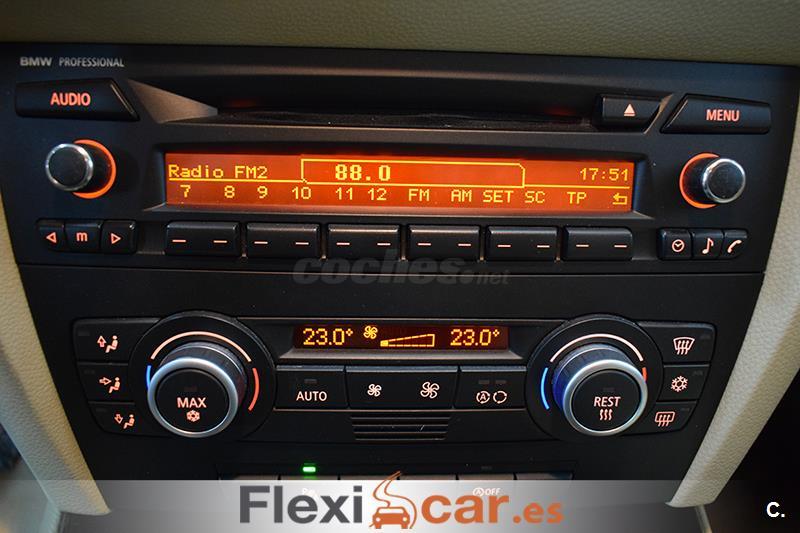 BMW PROFESSIONAL
AUDIO
MENU
Radio FM2 88.0 17:51
7 8 9 10 11 12 FM AM SET SC TP
m
coches.net
23.0° 23.0°
MAX
AUTO
A
REST
OFF
Flexicar.es
C.